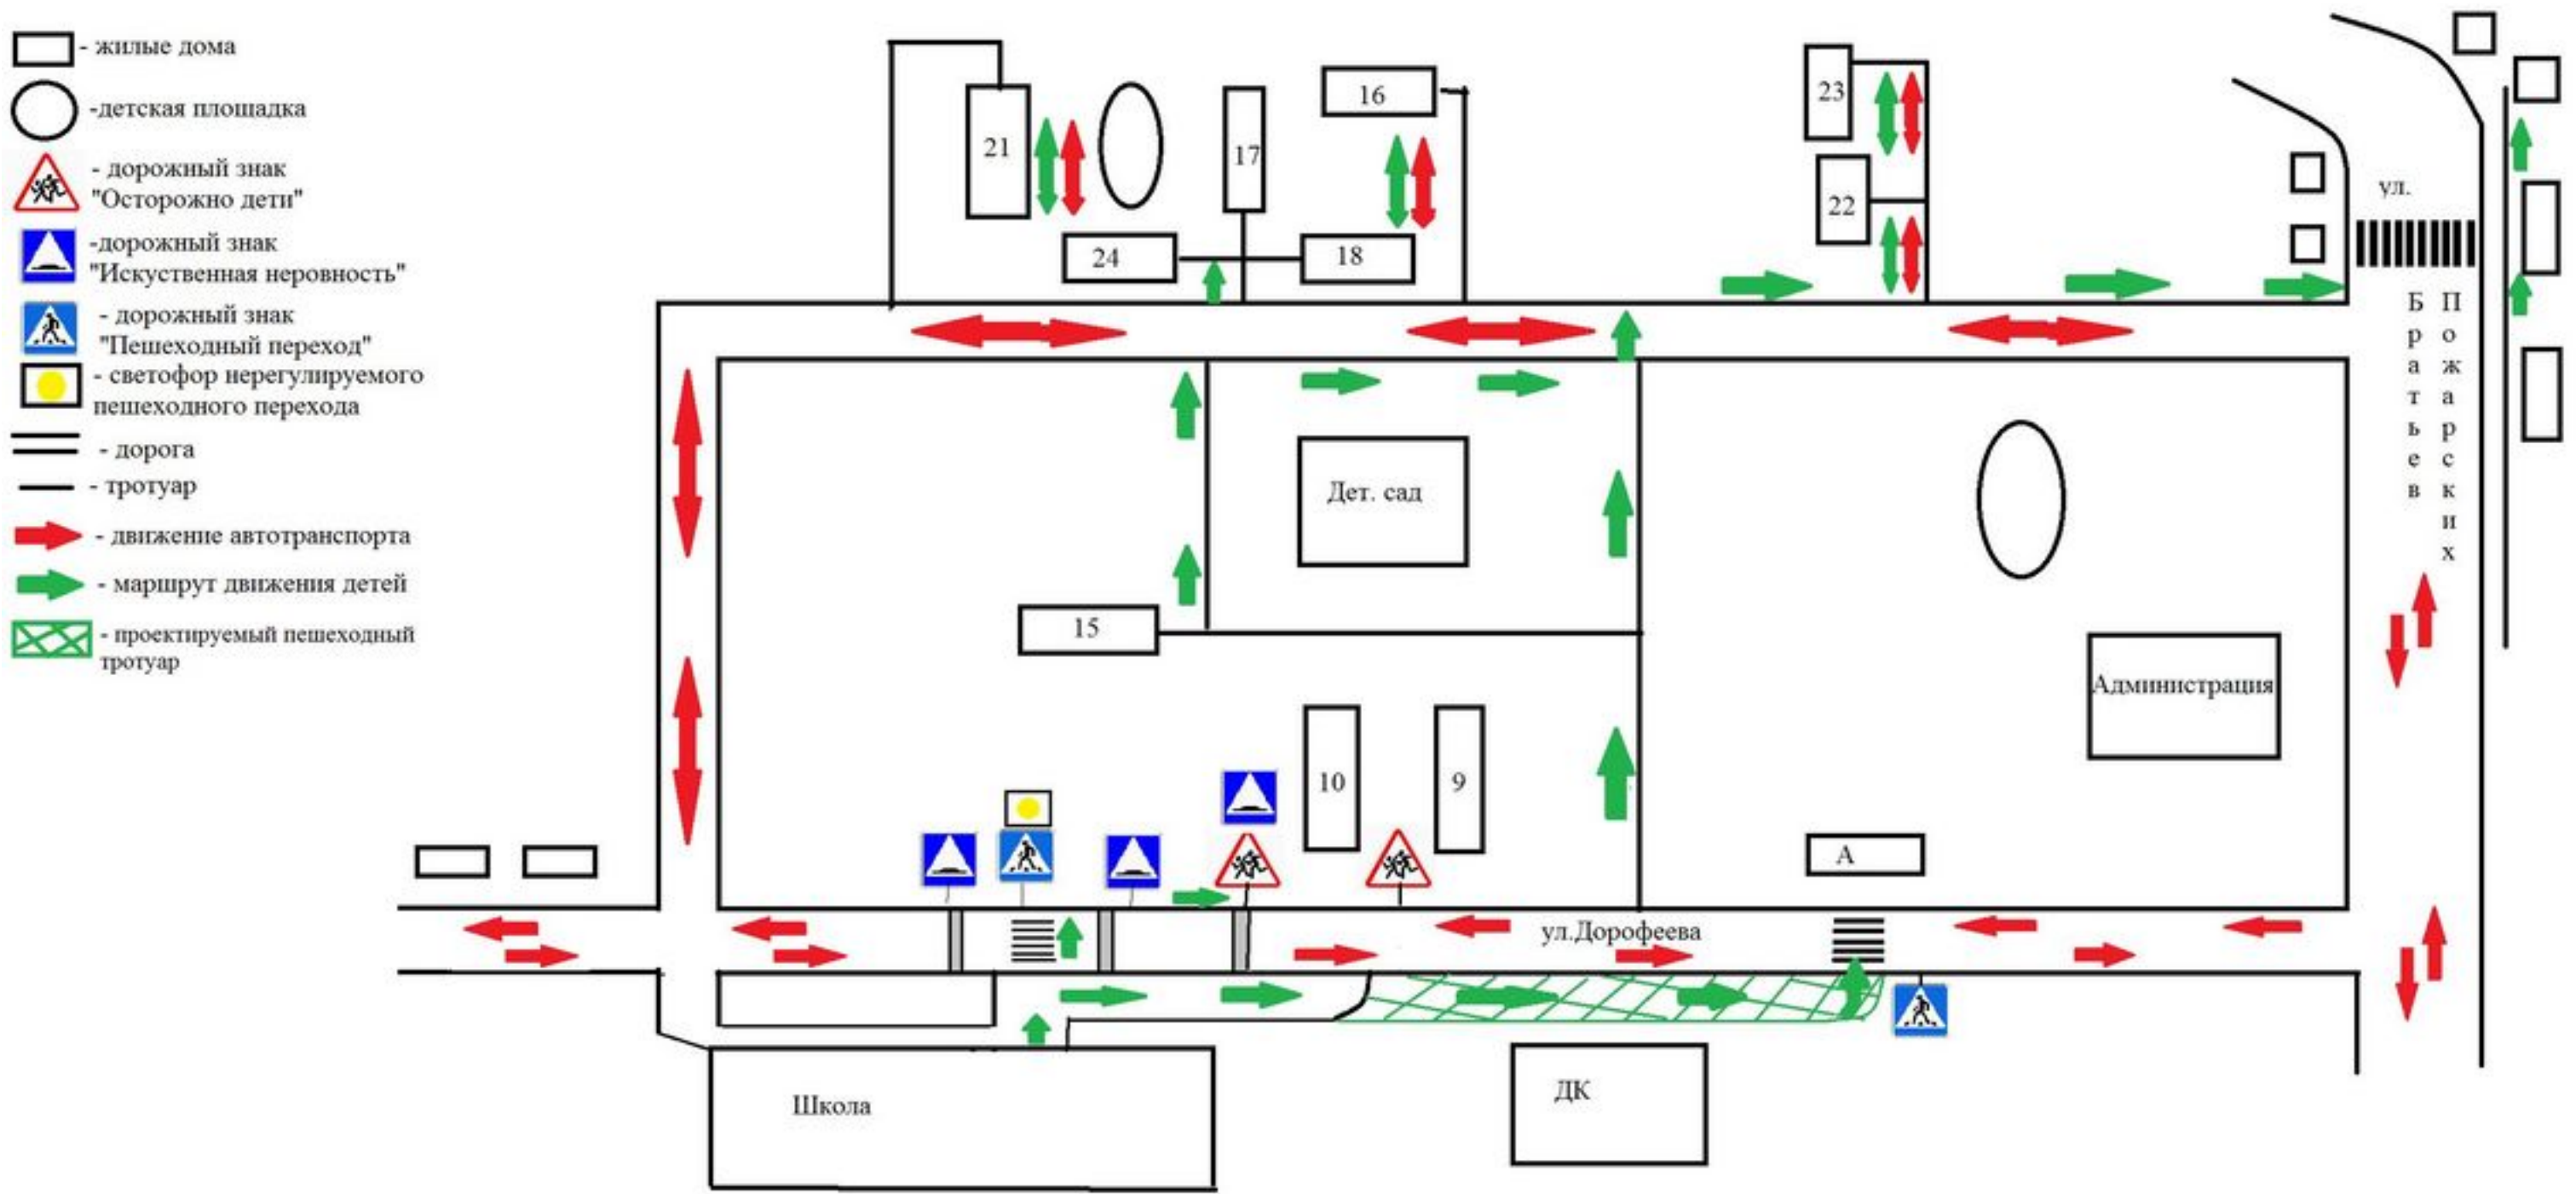 - жилые дома
-детская площадка
- дорожный знак
"Осторожно дети"
-дорожный знак
"Искуственная неровность"
- дорожный знак
"Пешеходный переход"
- светофор нерегулируемого
пешеходного перехода
- дорога
- тротуар
- движение автотранспорта
- маршрут движения детей
- проектируемый пешеходный
тротуар
21
17
16
24
18
23
22
ул.
Братьев
Пожарских
Дет. сад
15
Администрация
10
9
А
ул.Дорофеева
Школа
ДК